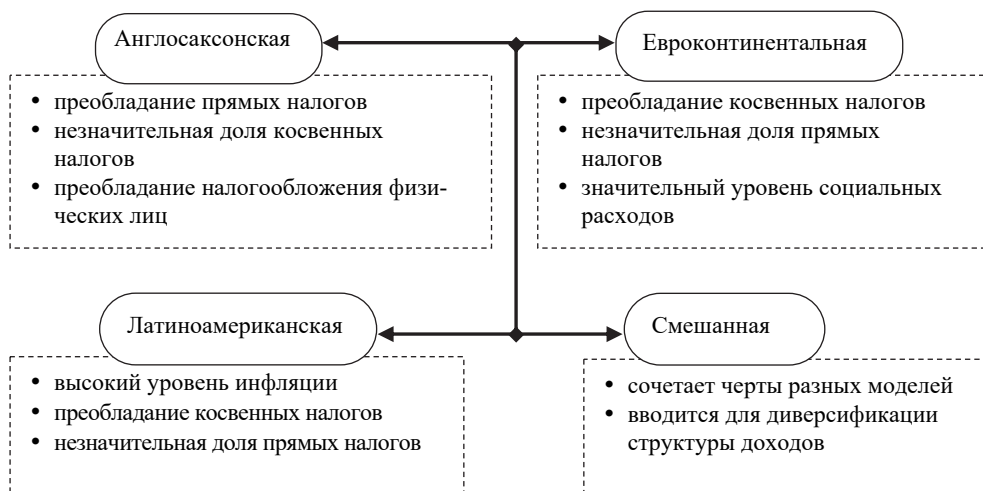 Англосаксонская
• преобладание прямых налогов
• незначительная доля косвенных
налогов
• преобладание налогообложения физи-
ческих лиц
Евроконтинентальная
• преобладание косвенных налогов
• незначительная доля прямых
налогов
• значительный уровень социальных
расходов
Латиноамериканская
• высокий уровень инфляции
• преобладание косвенных налогов
• незначительная доля прямых налогов
Смешанная
• сочетает черты разных моделей
• вводится для диверсификации
структуры доходов